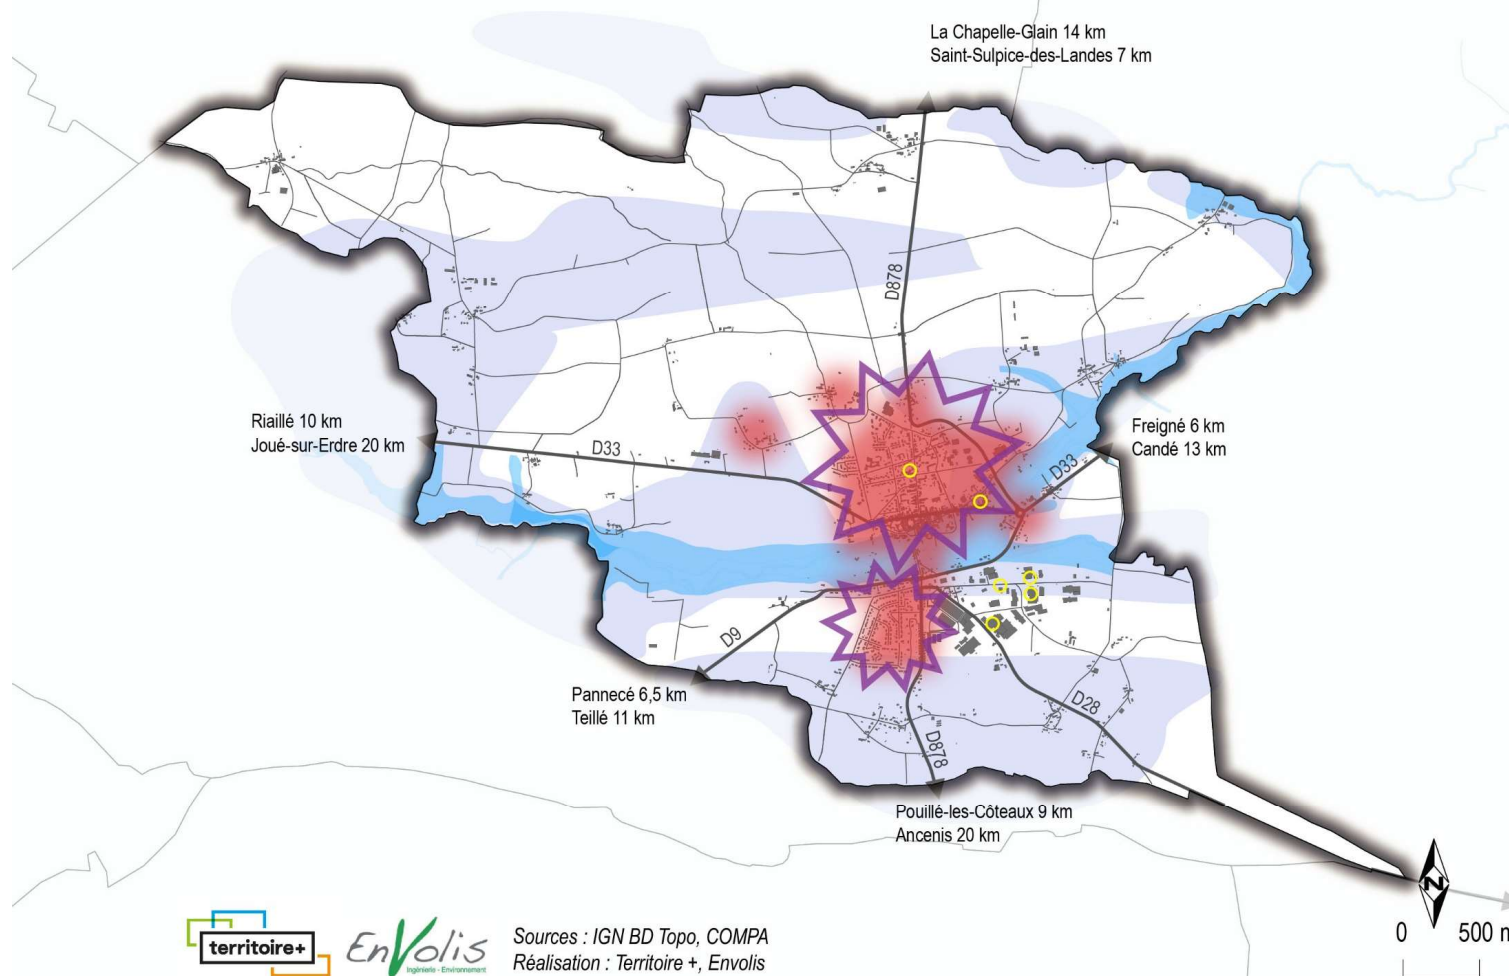 La Chapelle-Glain 14 km
Saint-Sulpice-des-Landes 7 km
D878
Riaillé 10 km
Joué-sur-Erdre 20 km
D33
Freigné 6 km
Candé 13 km
D33
D9
Pannecé 6,5 km
Teillé 11 km
D28
D878
Pouillé-les-Côteaux 9 km
Ancenis 20 km
N
0 500 m
territoire+
EnVolis
Ingénierie - Environnement
Sources : IGN BD Topo, COMPA
Réalisation : Territoire +, Envolis